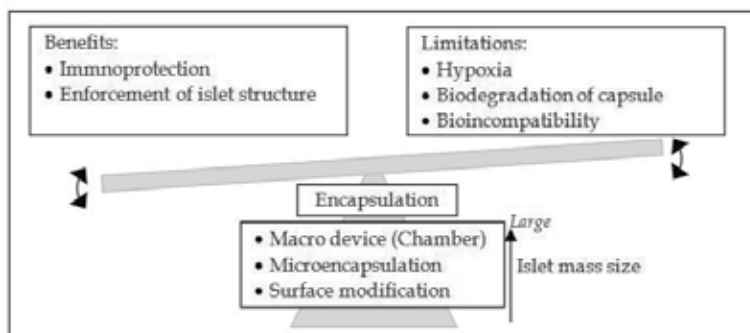 Benefits:
• Immnoprotection
• Enforcement of islet structure
Limitations:
• Hypoxia
• Biodegradation of capsule
• Bioincompatibility
Encapsulation
Large
• Macro device (Chamber)
• Microencapsulation
• Surface modification
Islet mass size